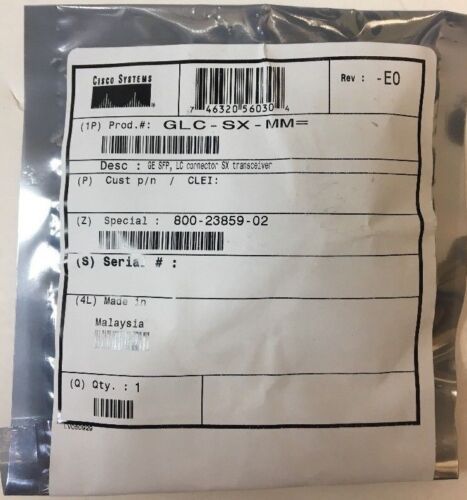 CISCO SYSTEMS
7 46320 56030 4
Rev : -E0
(1P) Prod.#: GLC-SX-MM=
Desc : GE SFP, LC connector SX transceiver
(P) Cust p/n / CLEI:
(Z) Special : 800-23859-02
(S) Serial # :
(4L) Made in
Malaysia
(Q) Qty. : 1
LV080929